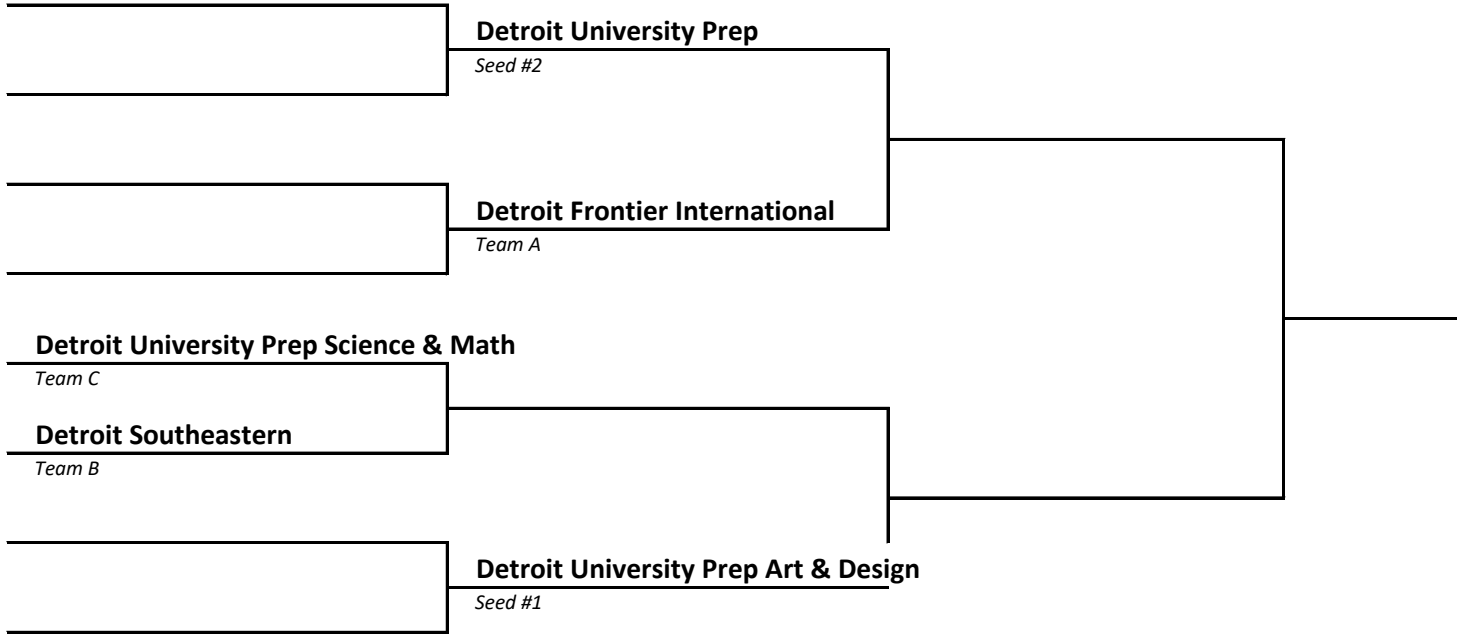 Detroit University Prep
Seed #2
Detroit Frontier International
Team A
Detroit University Prep Science & Math
Team C
Detroit Southeastern
Team B
Detroit University Prep Art & Design
Seed #1